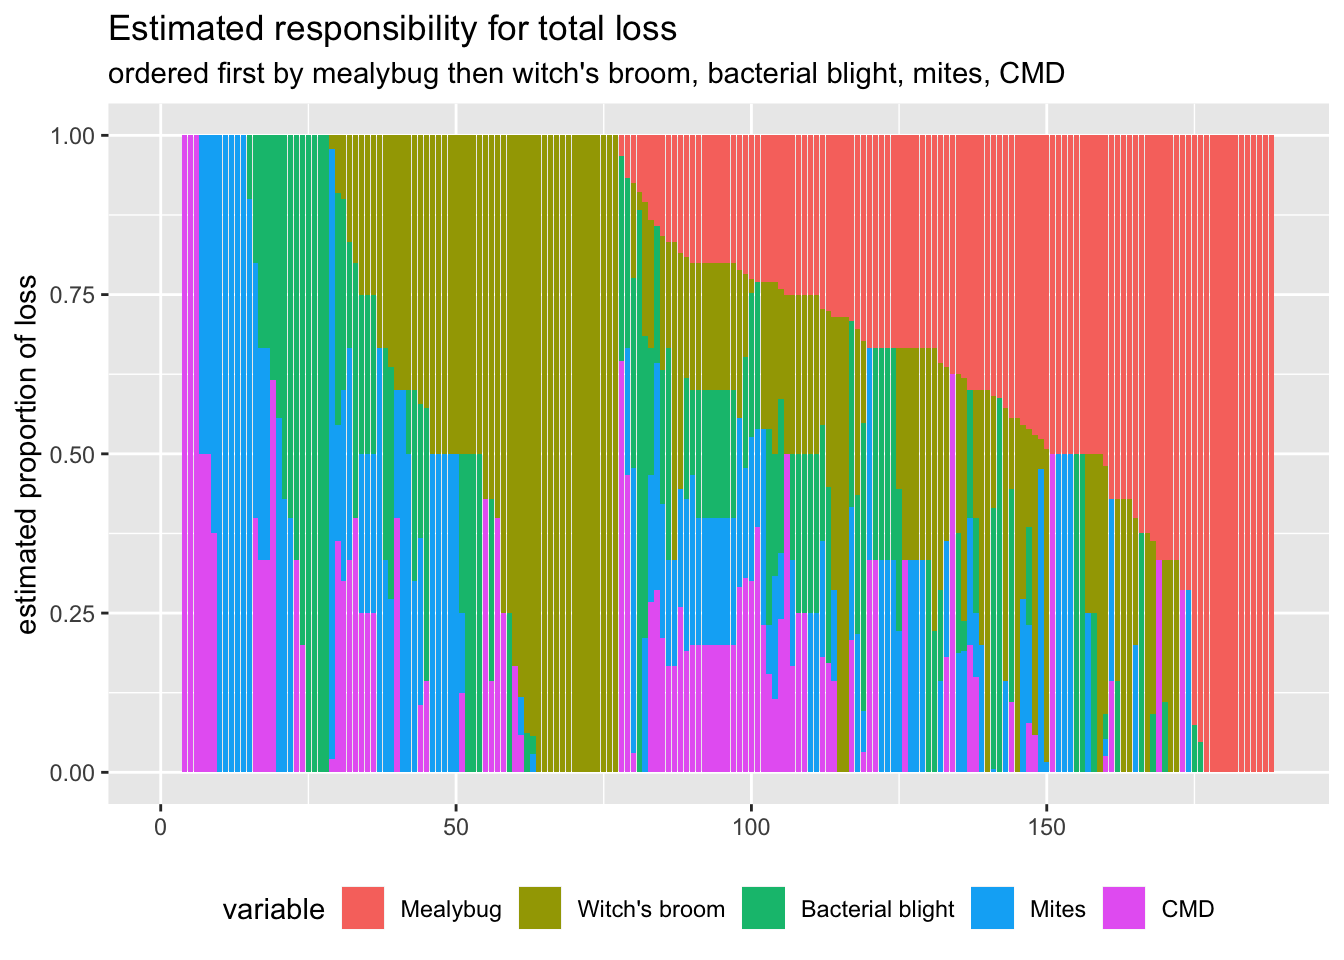 Estimated responsibility for total loss
ordered first by mealybug then witch's broom, bacterial blight, mites, CMD
estimated proportion of loss
1.00
0.75
0.50
0.25
0.00
0 50 100 150
variable Mealybug Witch's broom Bacterial blight Mites CMD